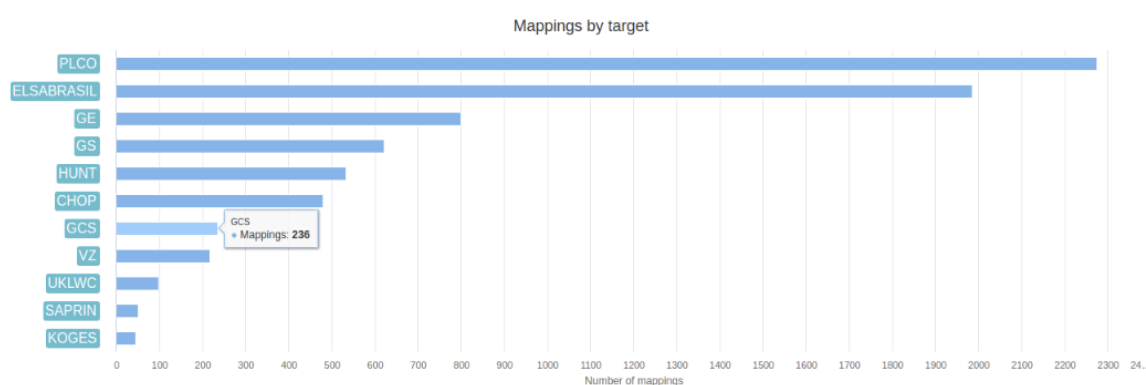 Mappings by target
PLCO
ELSABRASIL
GE
GS
HUNT
CHOP
GCS
GCS
● Mappings: 236
VZ
UKLWC
SAPRIN
KOGES
0 100 200 300 400 500 600 700 800 900 1000 1100 1200 1300 1400 1500 1600 1700 1800 1900 2000 2100 2200 2300 24..
Number of mappings